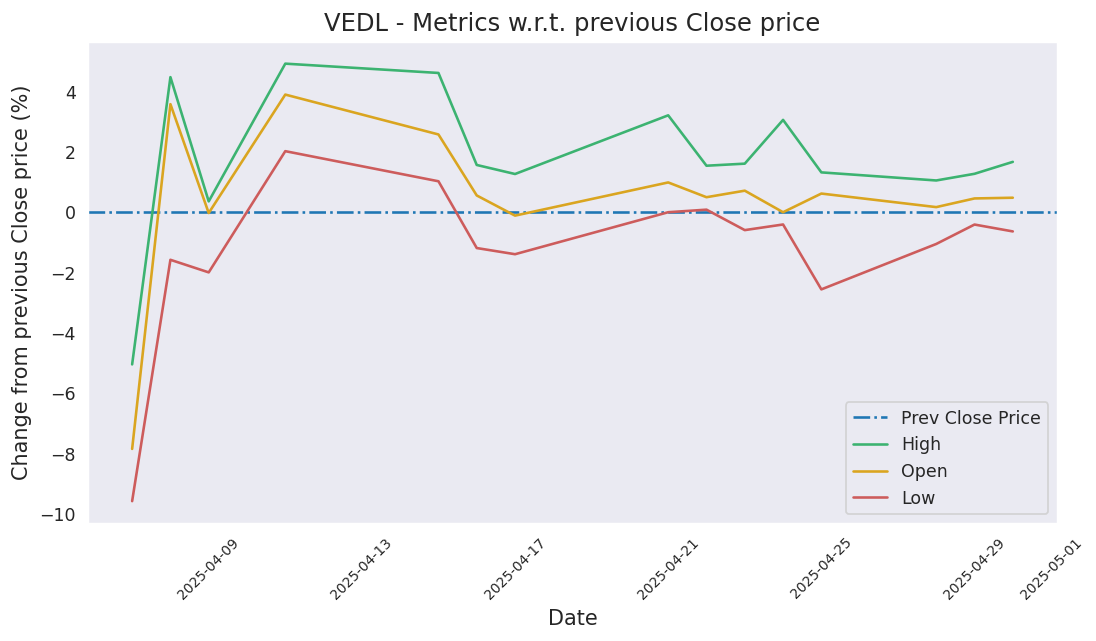 VEDL - Metrics w.r.t. previous Close price
Change from previous Close price (%)
4
2
0
−2
−4
−6
−8
−10
Prev Close Price
High
Open
Low
2025-04-09
2025-04-13
2025-04-17
2025-04-21
2025-04-25
2025-04-29
2025-05-01
Date